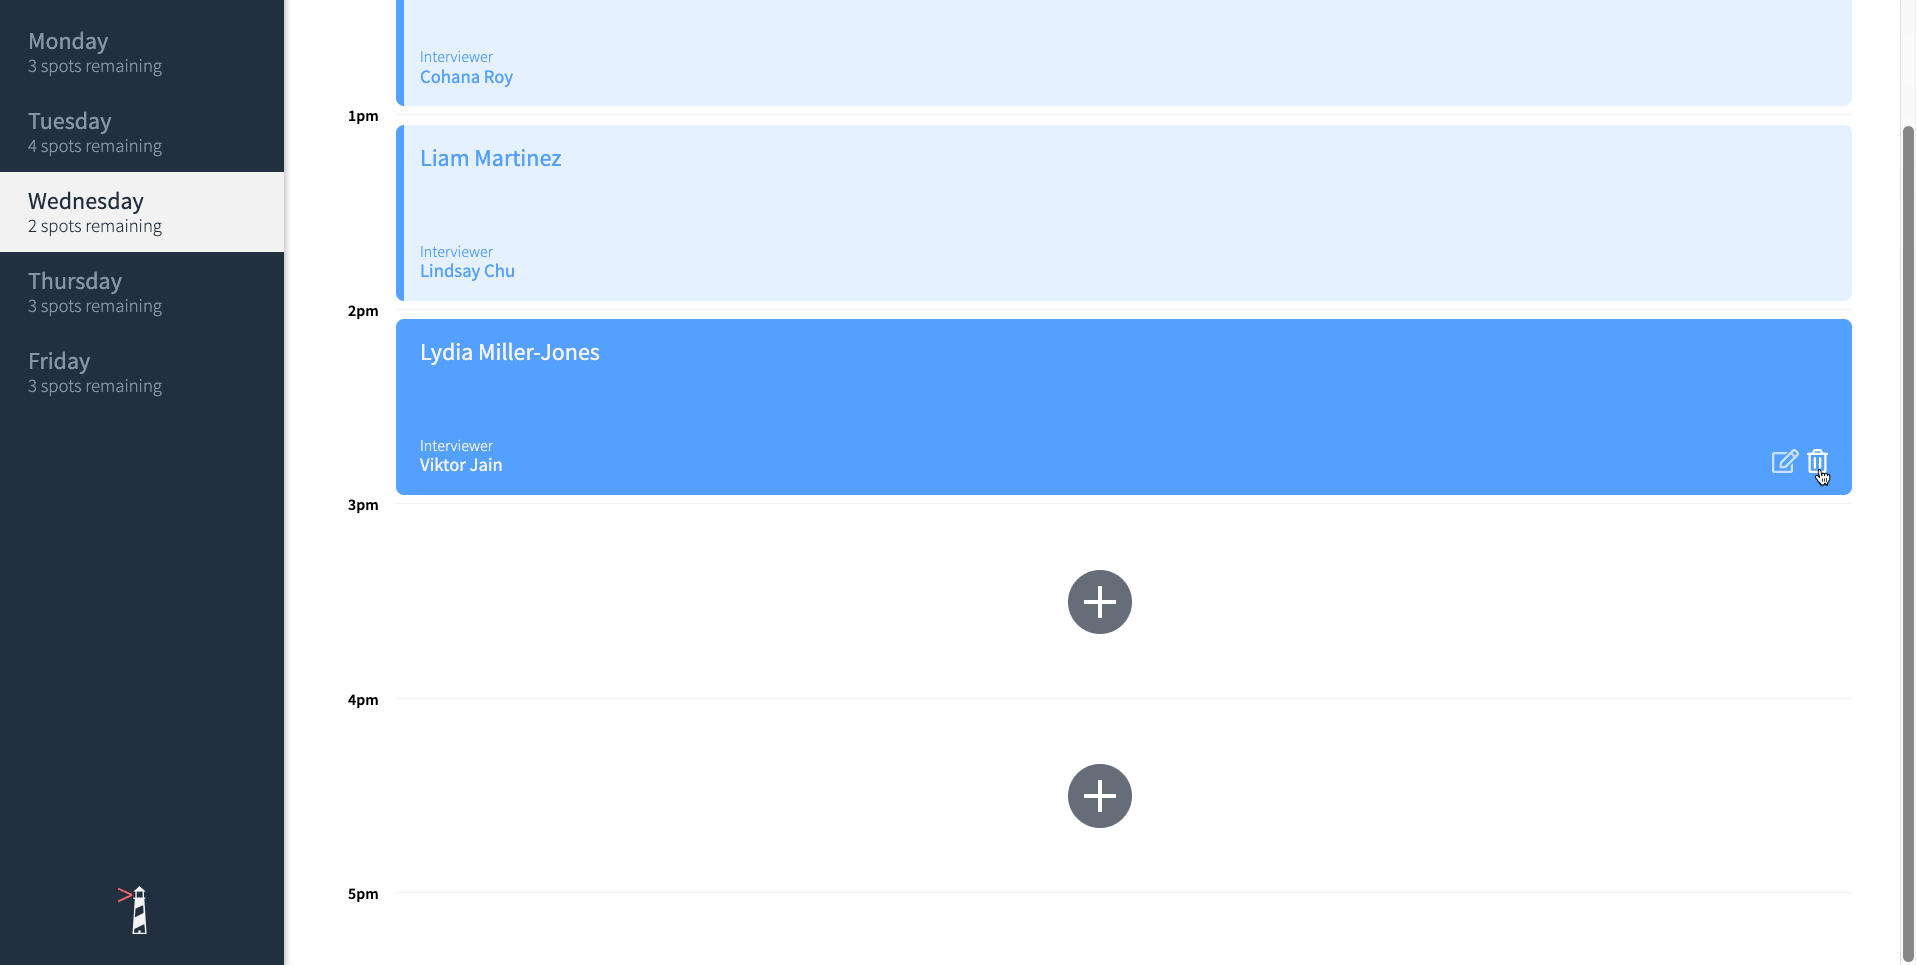 Monday
3 spots remaining
Tuesday
4 spots remaining
Wednesday
2 spots remaining
Thursday
3 spots remaining
Friday
3 spots remaining
Interviewer
Cohana Roy
1pm
Liam Martinez
Interviewer
Lindsay Chu
2pm
Lydia Miller-Jones
Interviewer
Viktor Jain
3pm
4pm
5pm